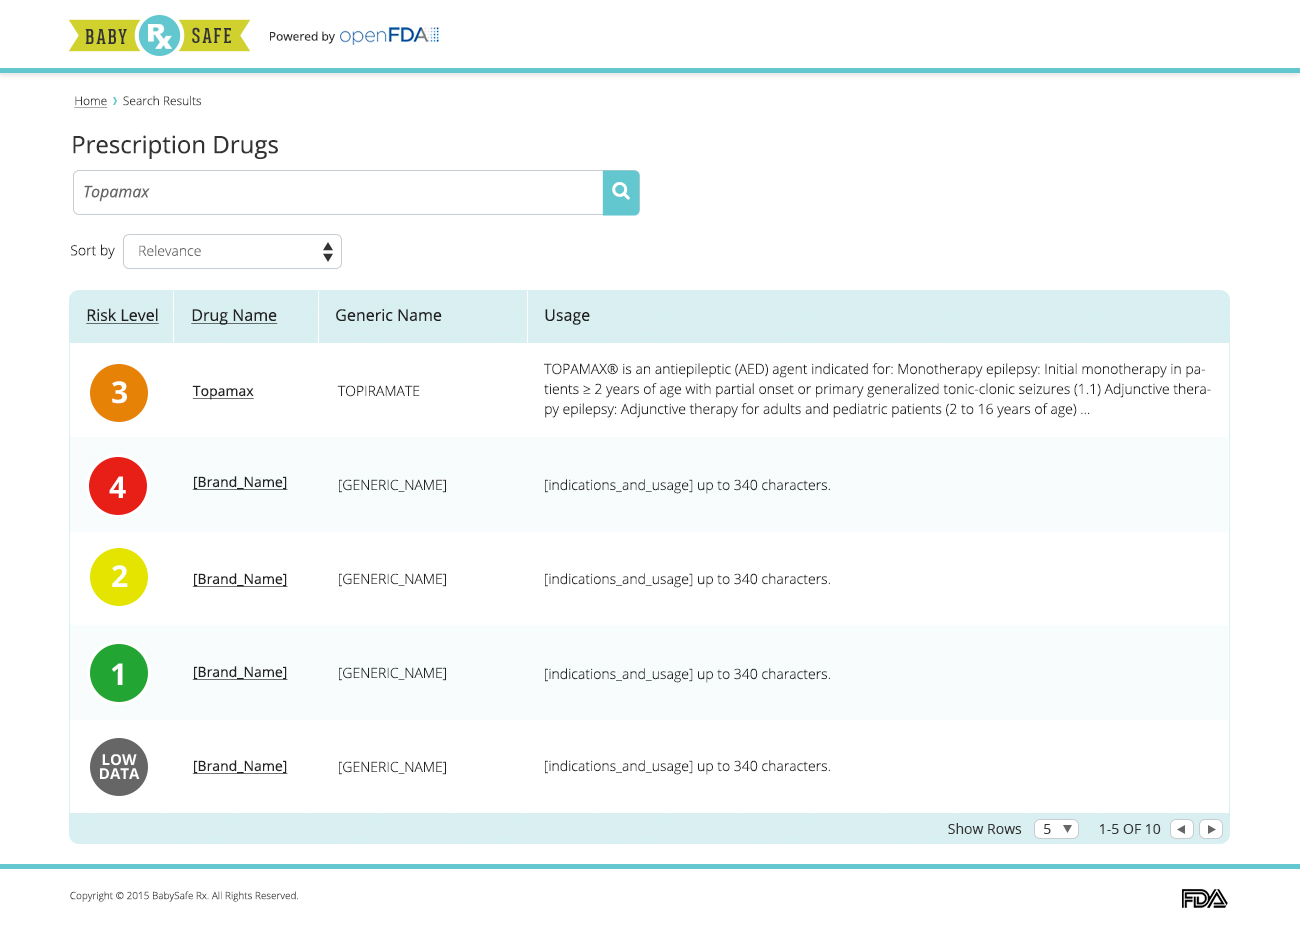 BABY Rx SAFE Powered by openFDA
Home › Search Results
Prescription Drugs
Topamax
Sort by Relevance
Risk Level Drug Name Generic Name Usage
3 Topamax TOPIRAMATE
TOPAMAX® is an antiepileptic (AED) agent indicated for: Monotherapy epilepsy: Initial monotherapy in pa-
tients ≥ 2 years of age with partial onset or primary generalized tonic-clonic seizures (1.1) Adjunctive thera-
py epilepsy: Adjunctive therapy for adults and pediatric patients (2 to 16 years of age) ...
4 [Brand_Name] [GENERIC_NAME] [indications_and_usage] up to 340 characters.
2 [Brand_Name] [GENERIC_NAME] [indications_and_usage] up to 340 characters.
1 [Brand_Name] [GENERIC_NAME] [indications_and_usage] up to 340 characters.
LOW
DATA [Brand_Name] [GENERIC_NAME] [indications_and_usage] up to 340 characters.
Show Rows 5 1-5 OF 10
Copyright © 2015 BabySafe Rx. All Rights Reserved. FDA